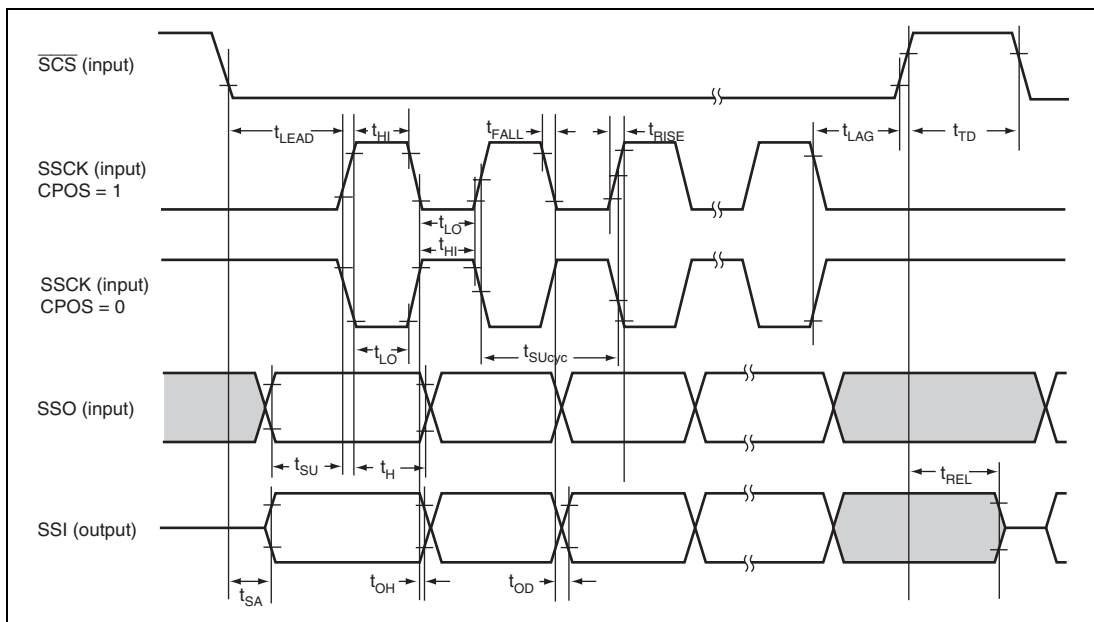 SCS (input)
tLEAD
tHI
tFALL
tRISE
tLAG
tTD
SSCK (input)
CPOS = 1
tLO
tHI
SSCK (input)
CPOS = 0
tLO
tSUcyc
SSO (input)
tSU
tH
tREL
SSI (output)
tSA
tOH
tOD